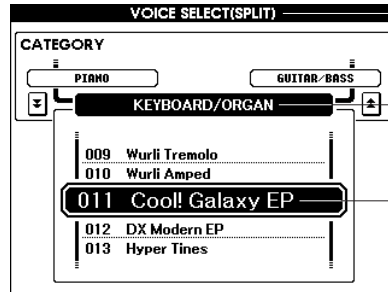 VOICE SELECT(SPLIT)
CATEGORY
PIANO
GUITAR/BASS
KEYBOARD/ORGAN
009 Wurli Tremolo
010 Wurli Amped
011 Cool! Galaxy EP
012 DX Modern EP
013 Hyper Tines